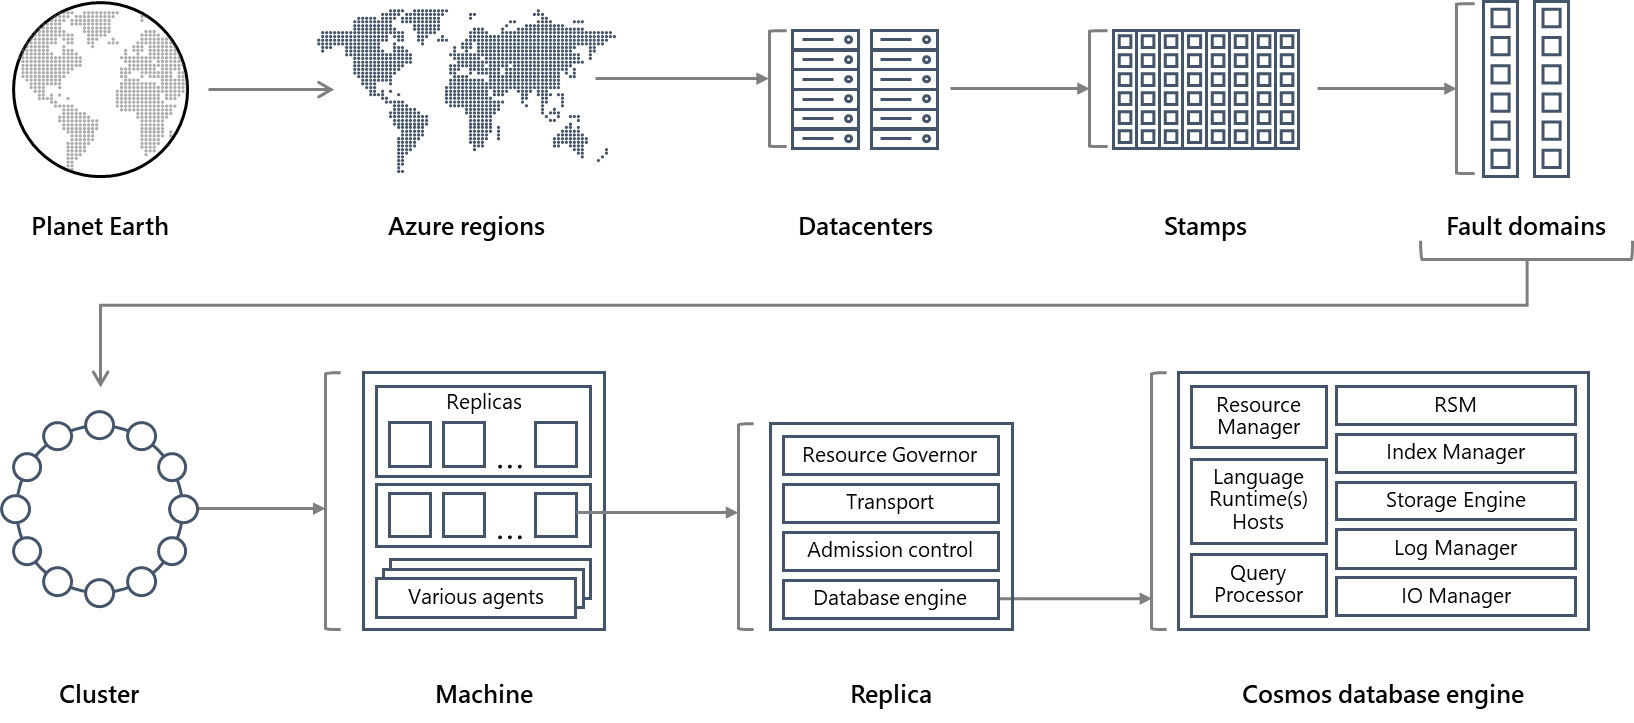 Planet Earth
Azure regions
Datacenters
Stamps
Fault domains
Replicas
...
...
Various agents
Resource Governor
Transport
Admission control
Database engine
Resource
Manager
Language
Runtime(s)
Hosts
Query
Processor
RSM
Index Manager
Storage Engine
Log Manager
IO Manager
Cluster
Machine
Replica
Cosmos database engine